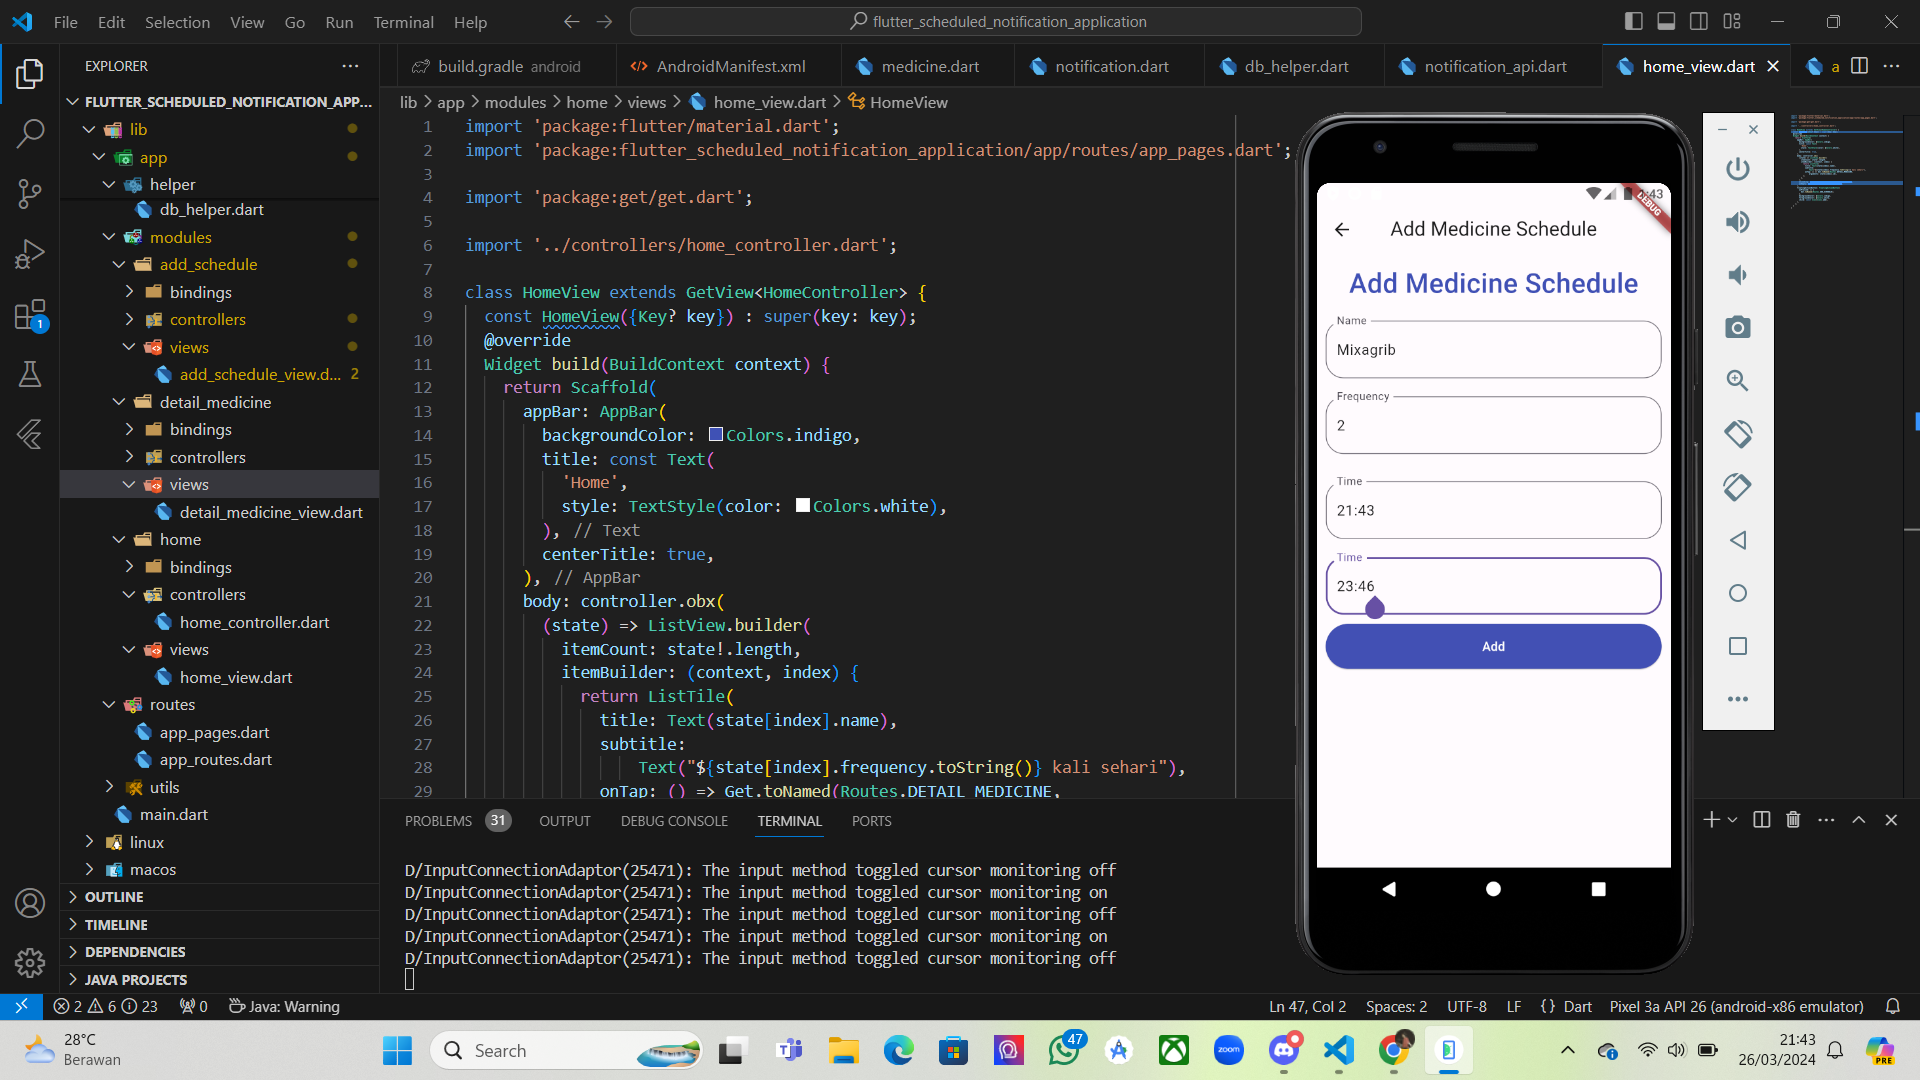 File Edit Selection View Go Run Terminal Help
flutter_scheduled_notification_application
EXPLORER
build.gradle android
AndroidManifest.xml
medicine.dart
notification.dart
db_helper.dart
notification_api.dart
home_view.dart
a
FLUTTER_SCHEDULED_NOTIFICATION_APP...
lib
app
helper
db_helper.dart
modules
add_schedule
bindings
controllers
views
add_schedule_view.d... 2
detail_medicine
bindings
controllers
views
detail_medicine_view.dart
home
bindings
controllers
home_controller.dart
views
home_view.dart
routes
app_pages.dart
app_routes.dart
utils
main.dart
linux
macos
OUTLINE
TIMELINE
DEPENDENCIES
JAVA PROJECTS
1
lib > app > modules > home > views > home_view.dart > HomeView
1 import 'package:flutter/material.dart';
2 import 'package:flutter_scheduled_notification_application/app/routes/app_pages.dart';
3
4 import 'package:get/get.dart';
5
6 import '../controllers/home_controller.dart';
7
8 class HomeView extends GetView<HomeController> {
9 const HomeView({Key? key}) : super(key: key);
10 @override
11 Widget build(BuildContext context) {
12 return Scaffold(
13 appBar: AppBar(
14 backgroundColor: Colors.indigo,
15 title: const Text(
16 'Home',
17 style: TextStyle(color: Colors.white),
18 ), // Text
19 centerTitle: true,
20 ), // AppBar
21 body: controller.obx(
22 (state) => ListView.builder(
23 itemCount: state!.length,
24 itemBuilder: (context, index) {
25 return ListTile(
26 title: Text(state[index].name),
27 subtitle:
28 Text("${state[index].frequency.toString()} kali sehari"),
29 onTap: () => Get.toNamed(Routes.DETAIL_MEDICINE,
PROBLEMS 31 OUTPUT DEBUG CONSOLE TERMINAL PORTS
D/InputConnectionAdaptor(25471): The input method toggled cursor monitoring off
D/InputConnectionAdaptor(25471): The input method toggled cursor monitoring on
D/InputConnectionAdaptor(25471): The input method toggled cursor monitoring off
D/InputConnectionAdaptor(25471): The input method toggled cursor monitoring on
D/InputConnectionAdaptor(25471): The input method toggled cursor monitoring off
DEBUG
Add Medicine Schedule
Add Medicine Schedule
Name
Mixagrib
Frequency
2
Time
21:43
Time
23:46
Add
2 6 23 0 Java: Warning
Ln 47, Col 2 Spaces: 2 UTF-8 LF {} Dart Pixel 3a API 26 (android-x86 emulator)
28°C
Berawan
Search
47
zoom
21:43
26/03/2024
PRE